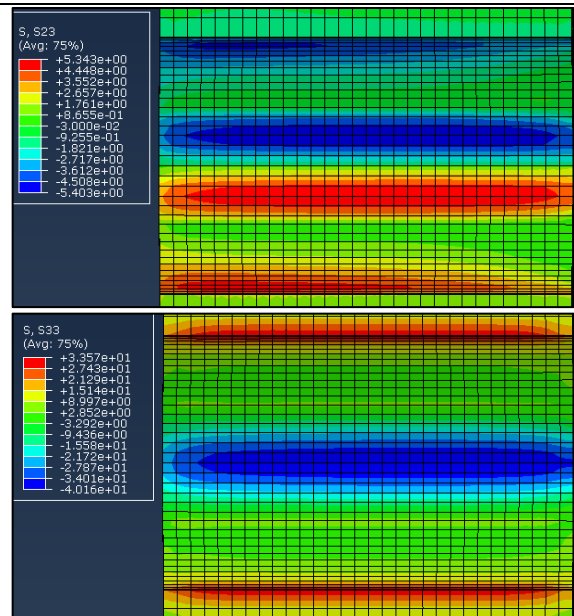 S, S23
(Avg: 75%)
+5.343e+00
+4.448e+00
+3.552e+00
+2.657e+00
+1.761e+00
+8.655e-01
-3.000e-02
-9.255e-01
-1.821e+00
-2.717e+00
-3.612e+00
-4.508e+00
-5.403e+00
S, S33
(Avg: 75%)
+3.357e+01
+2.743e+01
+2.129e+01
+1.514e+01
+8.997e+00
+2.852e+00
-3.292e+00
-9.436e+00
-1.558e+01
-2.172e+01
-2.787e+01
-3.401e+01
-4.016e+01